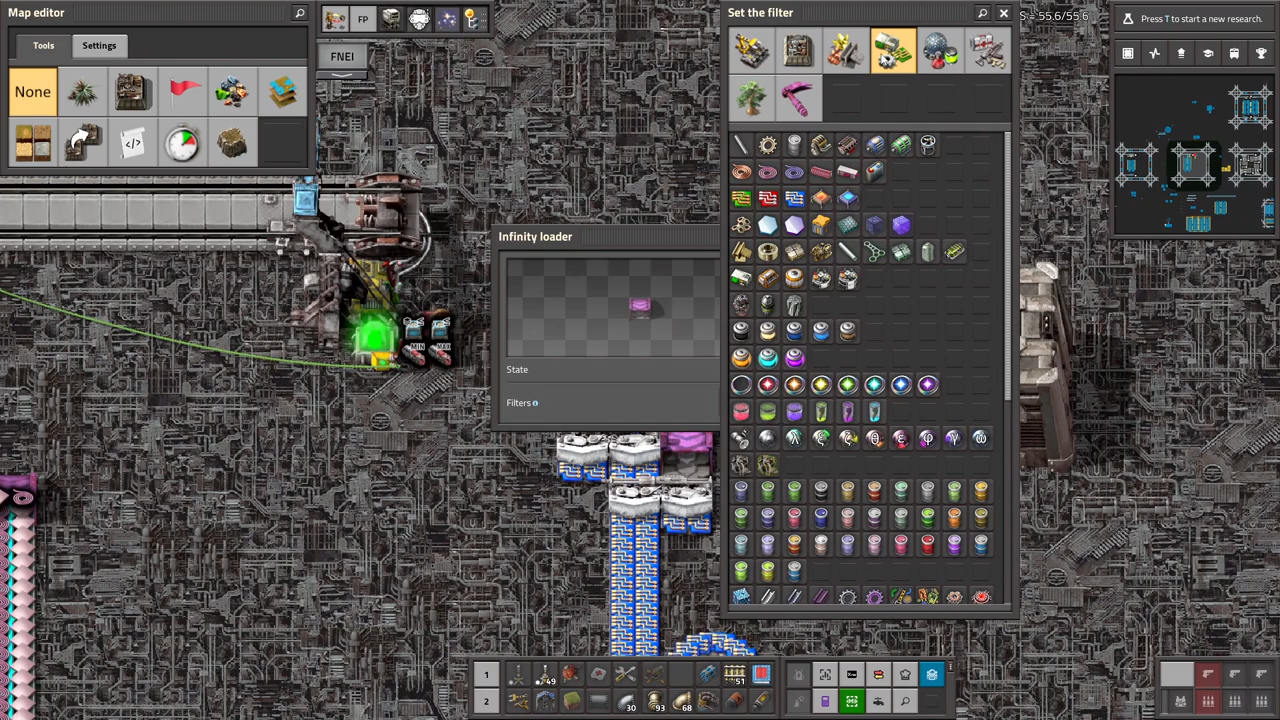 Map editor
Tools
Settings
None
FP
FNEI
Set the filter
S = 55.6/55.6
Press T to start a new research.
Infinity loader
State
Filters
MIN
MAX
1
49
51
2
30
93
68